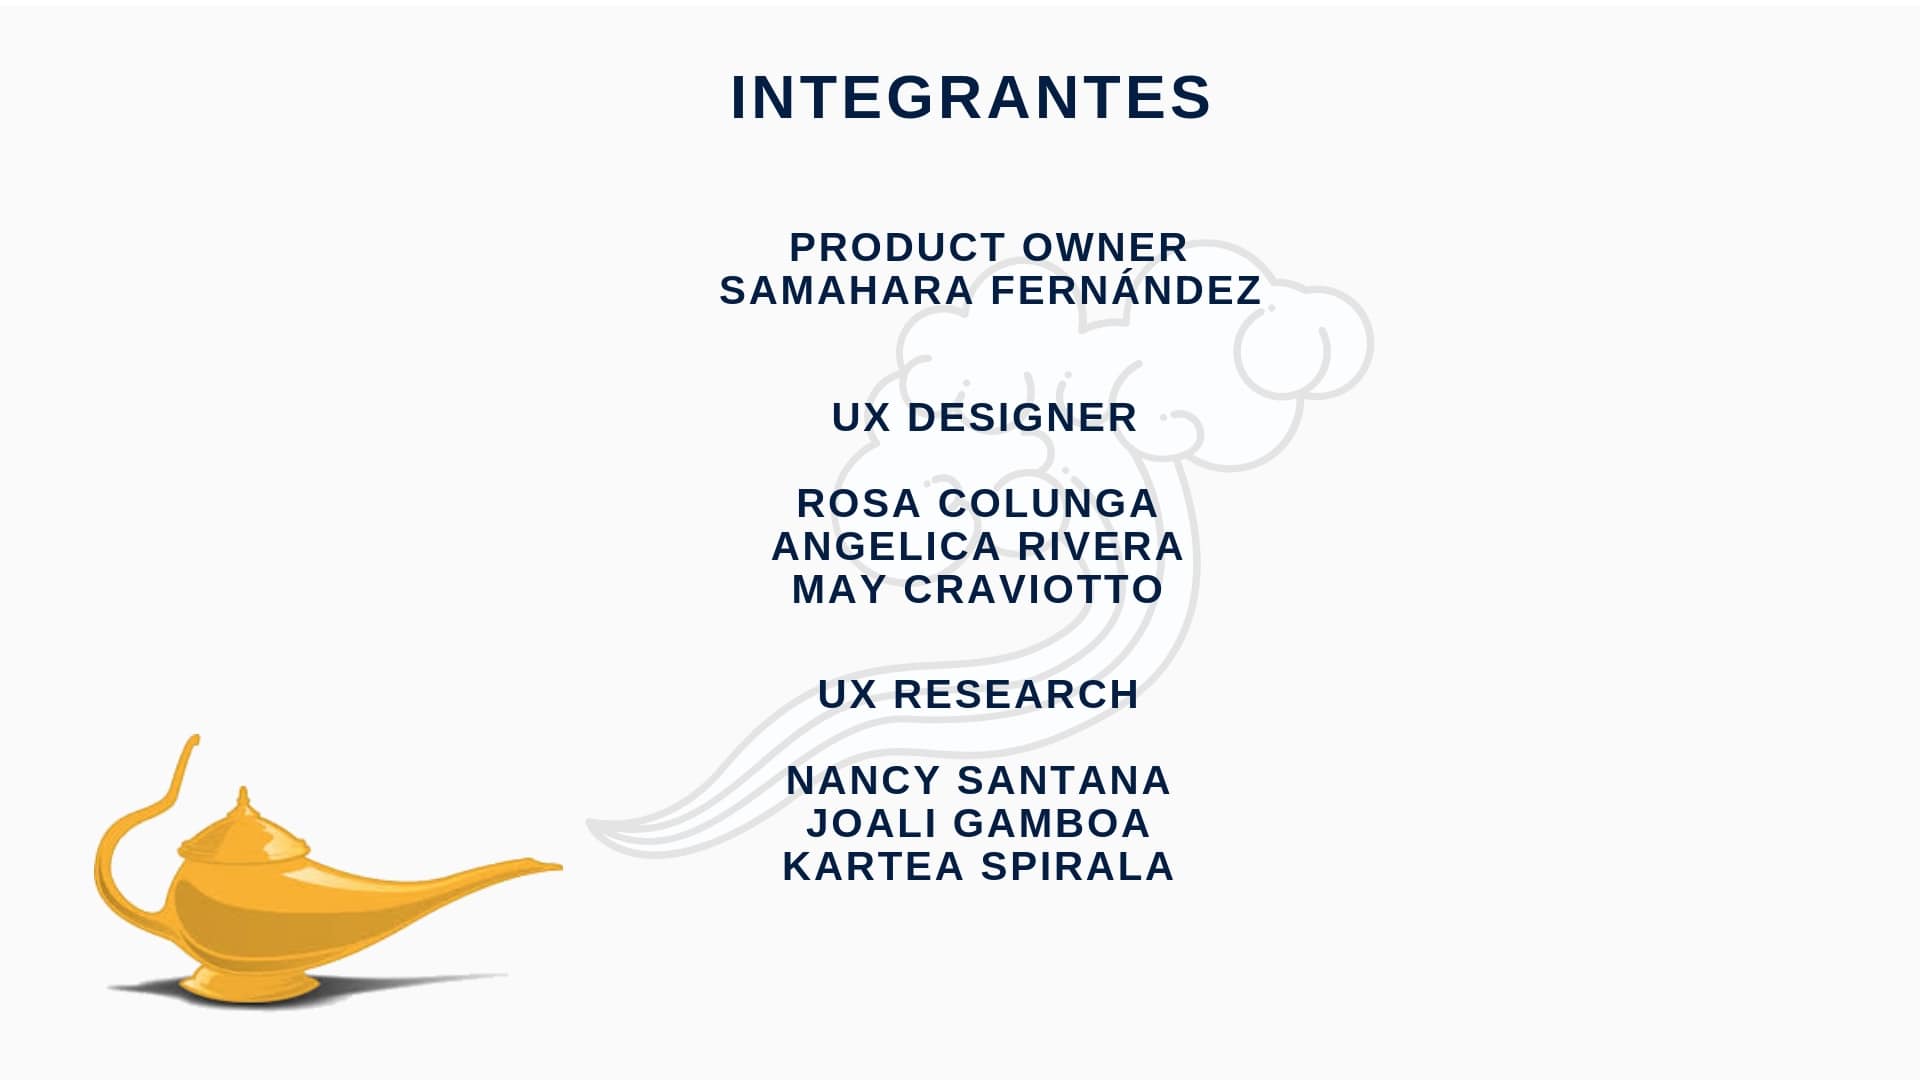 INTEGRANTES
PRODUCT OWNER
SAMAHARA FERNÁNDEZ
UX DESIGNER
ROSA COLUNGA
ANGELICA RIVERA
MAY CRAVIOTTO
UX RESEARCH
NANCY SANTANA
JOALI GAMBOA
KARTEA SPIRALA